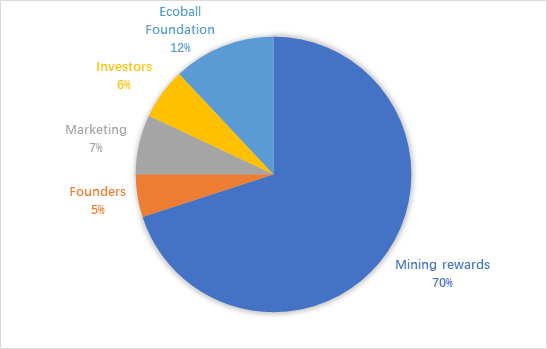 Ecoball
Foundation
12%
Investors
6%
Marketing
7%
Founders
5%
Mining rewards
70%